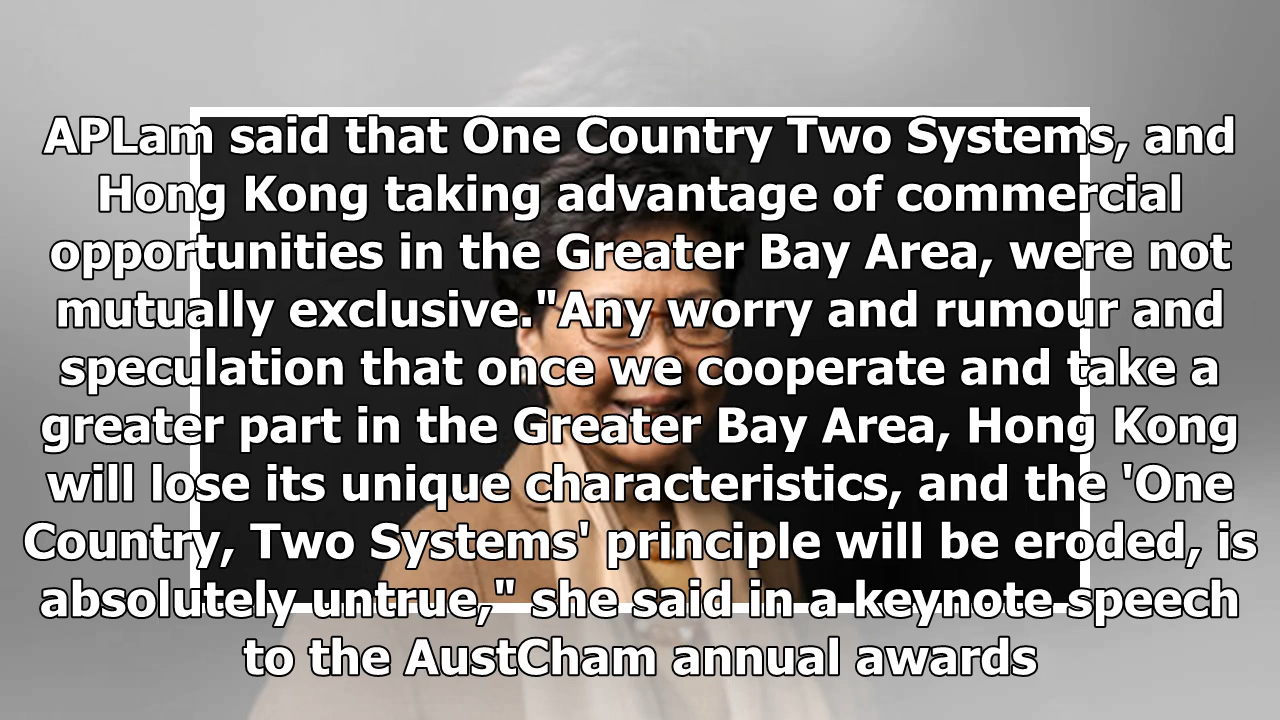 APLam said that One Country Two Systems, and
Hong Kong taking advantage of commercial
opportunities in the Greater Bay Area, were not
mutually exclusive."Any worry and rumour and
speculation that once we cooperate and take a
greater part in the Greater Bay Area, Hong Kong
will lose its unique characteristics, and the 'One
Country, Two Systems' principle will be eroded, is
absolutely untrue," she said in a keynote speech
to the AustCham annual awards